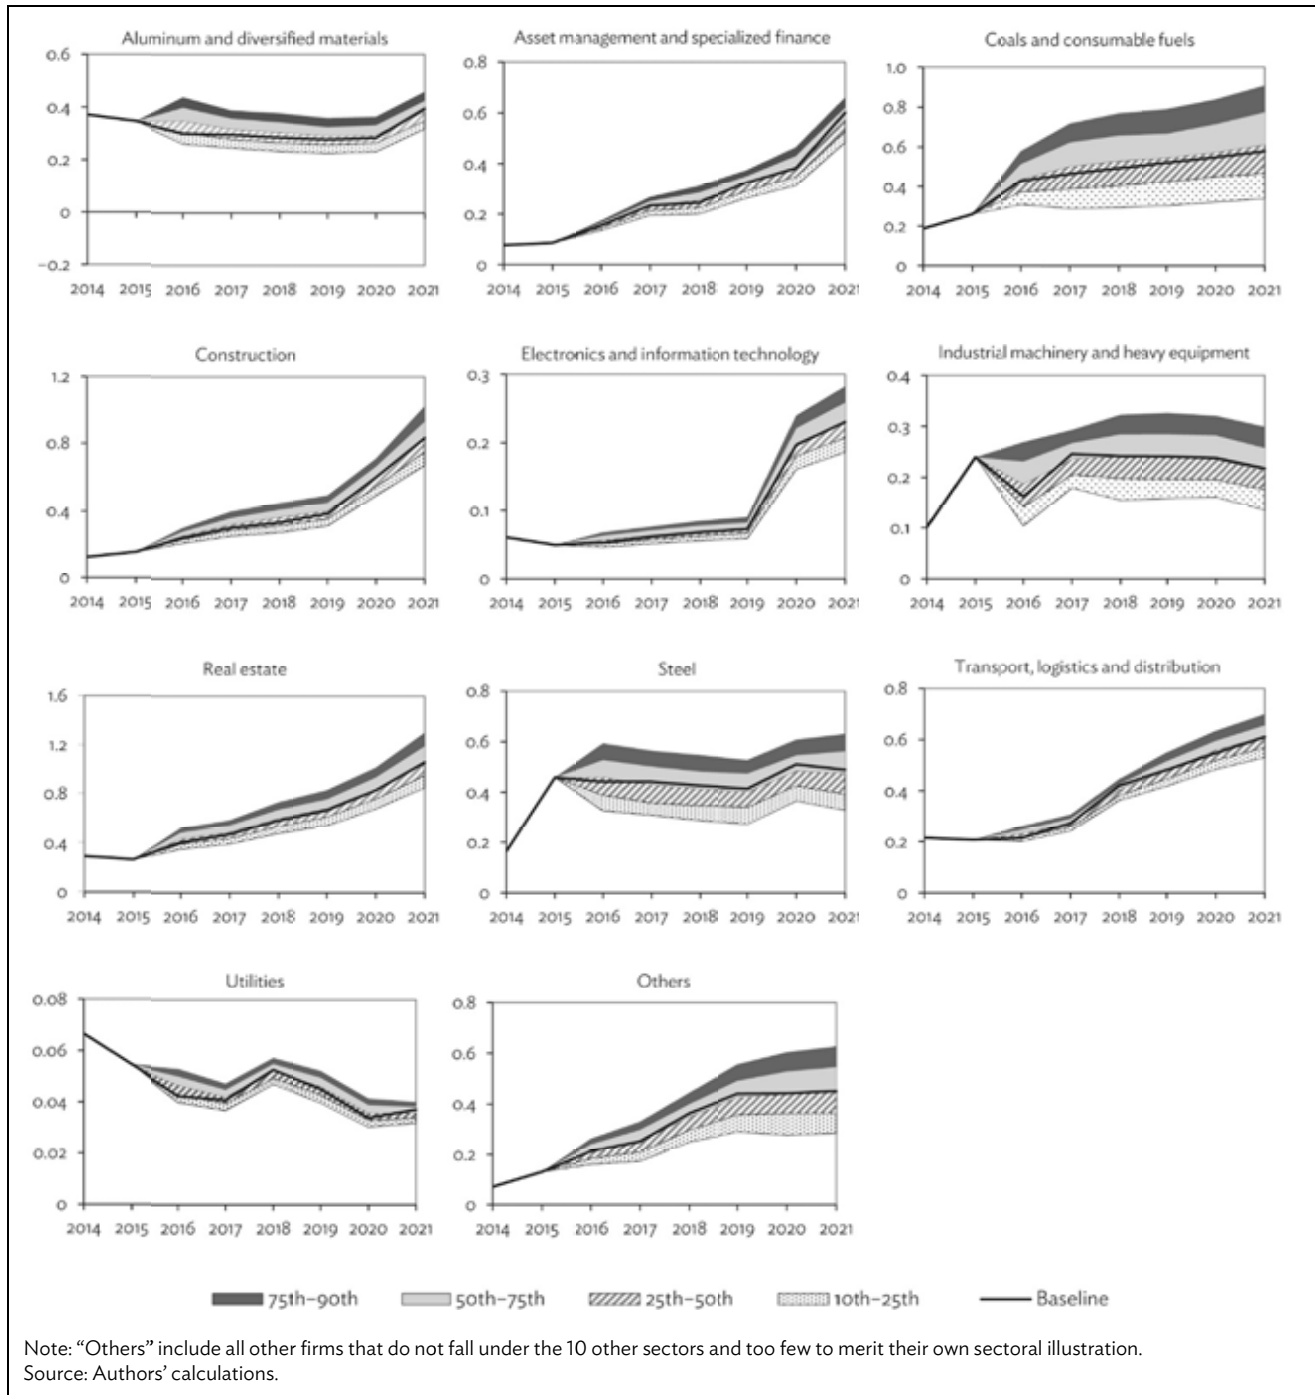 Aluminum and diversified materials
0.6
0.4
0.2
0
−0.2
2014 2015 2016 2017 2018 2019 2020 2021
Asset management and specialized finance
0.8
0.6
0.4
0.2
0
2014 2015 2016 2017 2018 2019 2020 2021
Coals and consumable fuels
1.0
0.8
0.6
0.4
0.2
0
2014 2015 2016 2017 2018 2019 2020 2021
Construction
1.2
0.8
0.4
0
2014 2015 2016 2017 2018 2019 2020 2021
Electronics and information technology
0.3
0.2
0.1
0
2014 2015 2016 2017 2018 2019 2020 2021
Industrial machinery and heavy equipment
0.4
0.3
0.2
0.1
0
2014 2015 2016 2017 2018 2019 2020 2021
Real estate
1.6
1.2
0.8
0.4
0
2014 2015 2016 2017 2018 2019 2020 2021
Steel
0.8
0.6
0.4
0.2
0
2014 2015 2016 2017 2018 2019 2020 2021
Transport, logistics and distribution
0.8
0.6
0.4
0.2
0
2014 2015 2016 2017 2018 2019 2020 2021
Utilities
0.08
0.06
0.04
0.02
0
2014 2015 2016 2017 2018 2019 2020 2021
Others
0.8
0.6
0.4
0.2
0
2014 2015 2016 2017 2018 2019 2020 2021
75th–90th 50th–75th 25th–50th 10th–25th Baseline
Note: “Others” include all other firms that do not fall under the 10 other sectors and too few to merit their own sectoral illustration.
Source: Authors’ calculations.